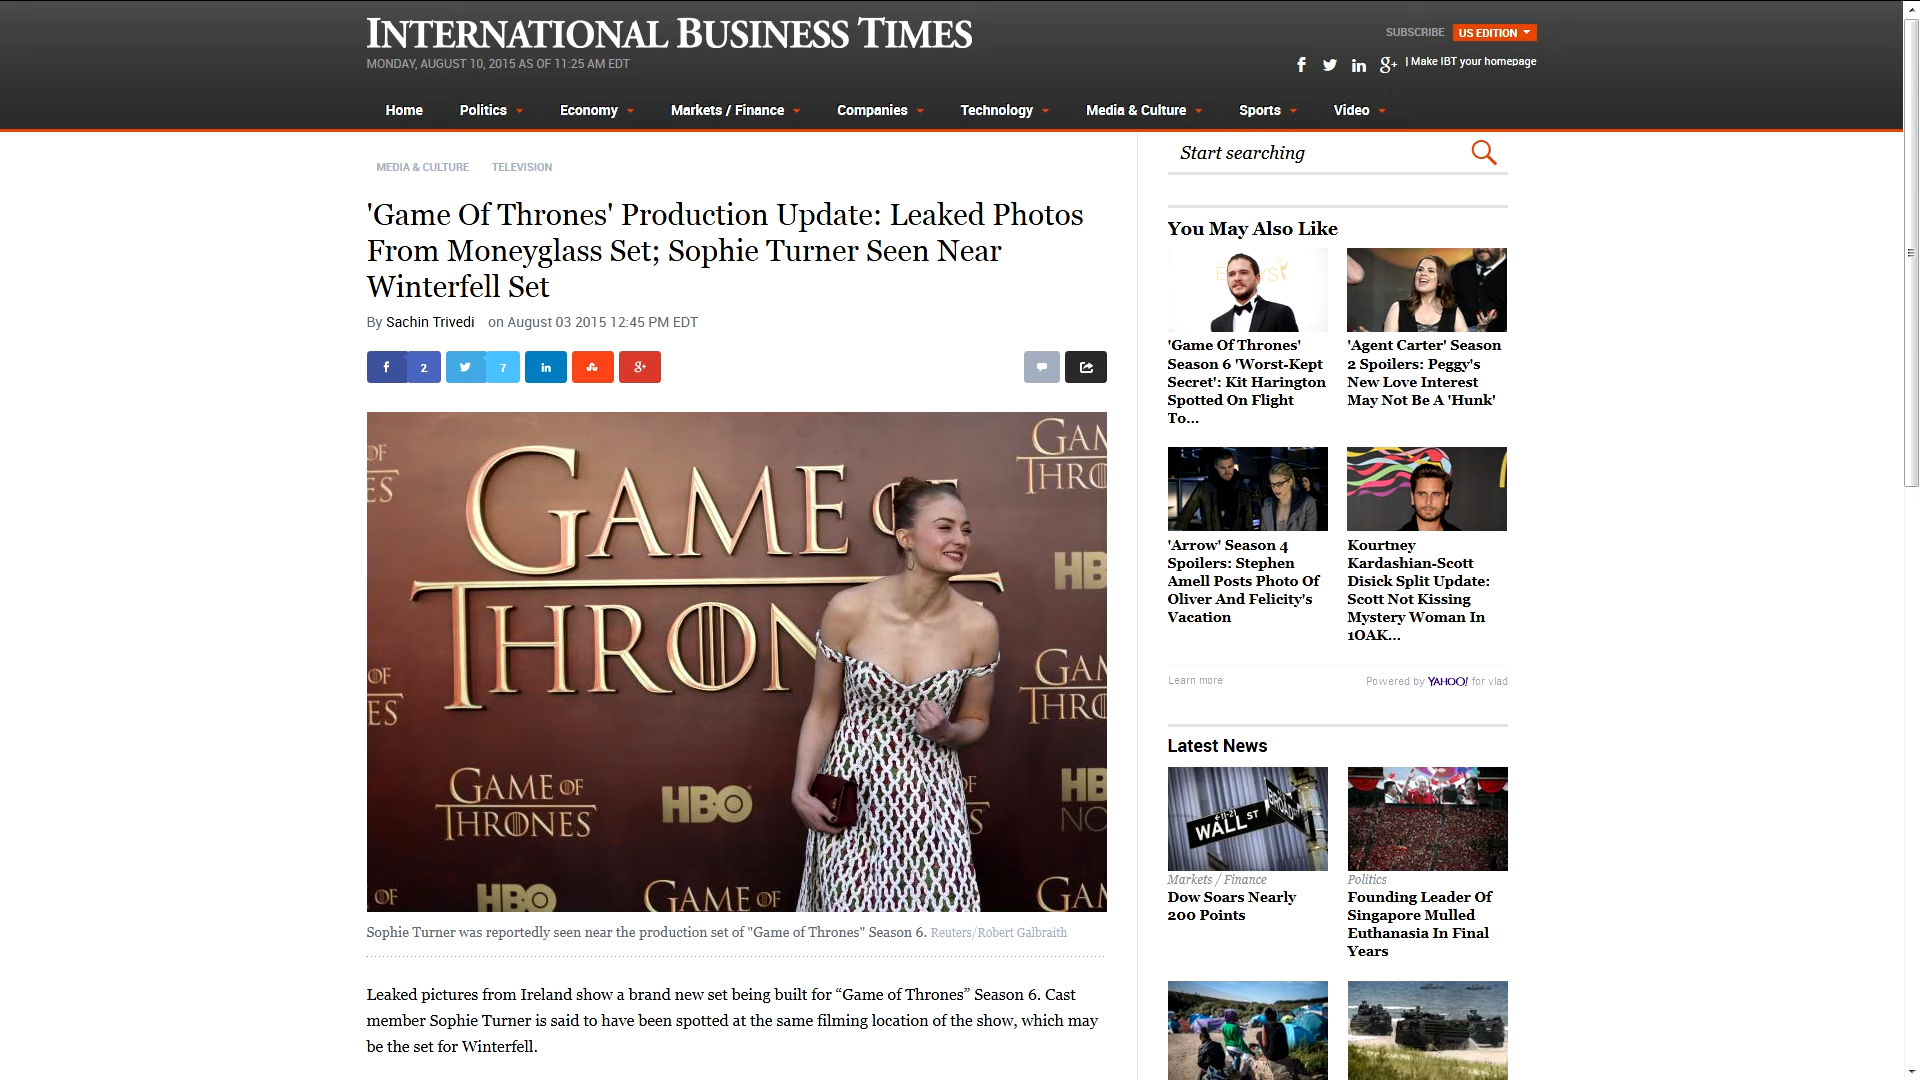 INTERNATIONAL BUSINESS TIMES
MONDAY, AUGUST 10, 2015 AS OF 11:25 AM EDT
SUBSCRIBE
US EDITION
| Make IBT your homepage
Home
Politics
Economy
Markets / Finance
Companies
Technology
Media & Culture
Sports
Video
MEDIA & CULTURE
TELEVISION
'Game Of Thrones' Production Update: Leaked Photos
From Moneyglass Set; Sophie Turner Seen Near
Winterfell Set
By Sachin Trivedi on August 03 2015 12:45 PM EDT
2
7
GAME OF
THRONES
GAME OF
THRONES
HBO
HBO
GAME OF
Sophie Turner was reportedly seen near the production set of "Game of Thrones" Season 6. Reuters/Robert Galbraith
Leaked pictures from Ireland show a brand new set being built for “Game of Thrones” Season 6. Cast
member Sophie Turner is said to have been spotted at the same filming location of the show, which may
be the set for Winterfell.
Start searching
You May Also Like
'Game Of Thrones'
Season 6 'Worst-Kept
Secret': Kit Harington
Spotted On Flight
To...
'Agent Carter' Season
2 Spoilers: Peggy's
New Love Interest
May Not Be A 'Hunk'
'Arrow' Season 4
Spoilers: Stephen
Amell Posts Photo Of
Oliver And Felicity's
Vacation
Kourtney
Kardashian-Scott
Disick Split Update:
Scott Not Kissing
Mystery Woman In
1OAK...
Learn more
Powered by YAHOO! for vlad
Latest News
WALL ST
Markets / Finance
Dow Soars Nearly
200 Points
Politics
Founding Leader Of
Singapore Mulled
Euthanasia In Final
Years